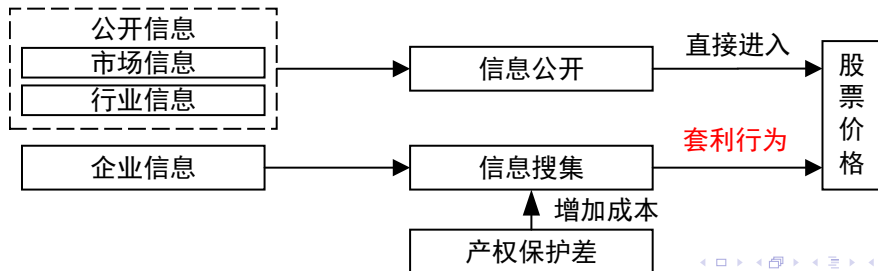 公开信息
市场信息
行业信息
信息公开
直接进入
股票价格
企业信息
信息搜集
套利行为
增加成本
产权保护差